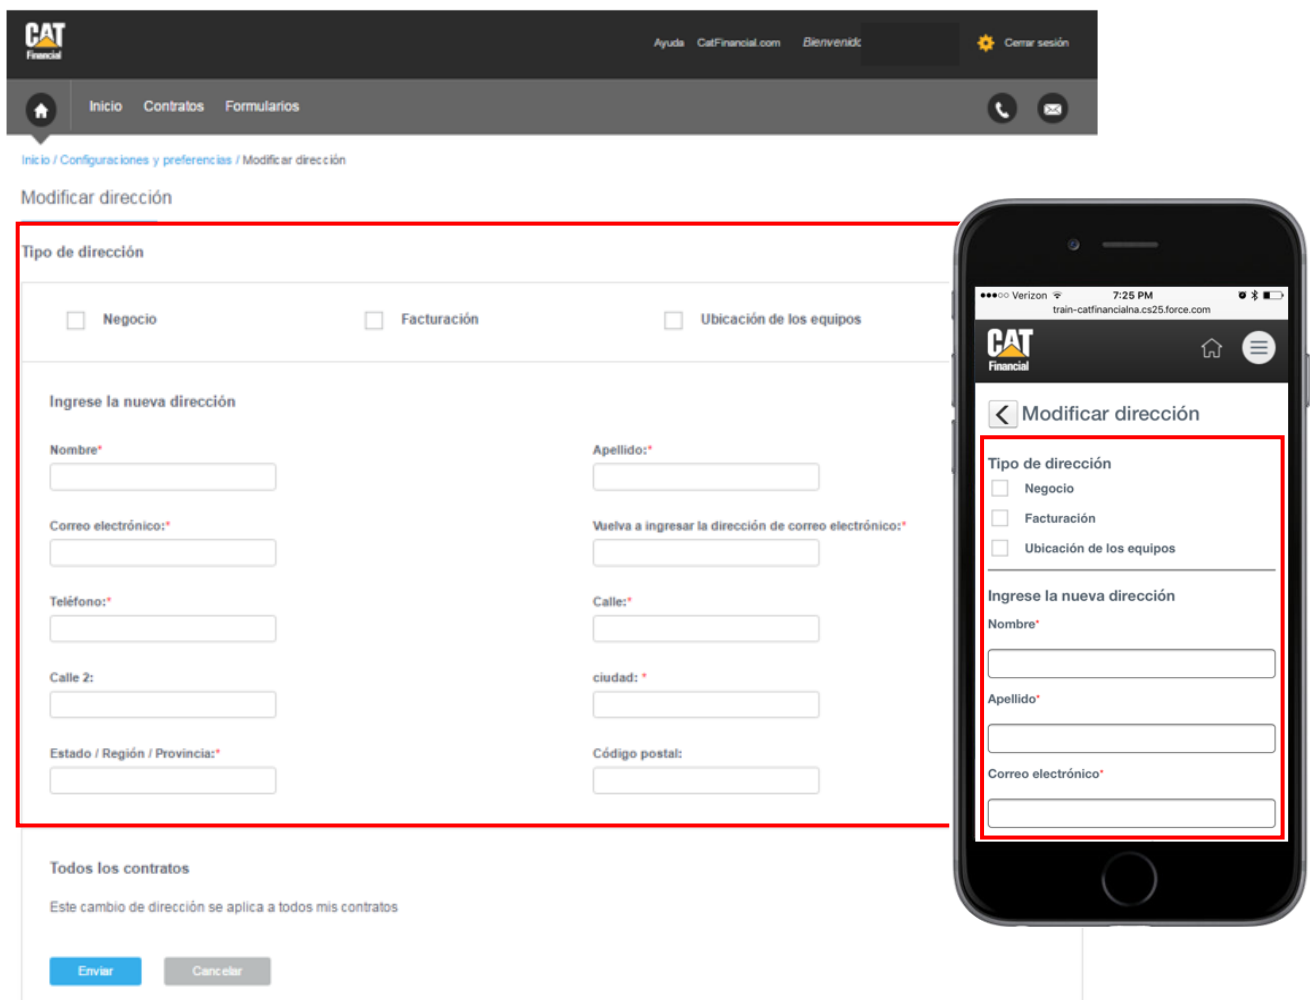 CAT
Financial
Ayuda CatFinancial.com Bienvenido Cerrar sesión
Inicio Contratos Formularios
Inicio / Configuraciones y preferencias / Modificar dirección
Modificar dirección
Tipo de dirección
Negocio Facturación Ubicación de los equipos
Ingrese la nueva dirección
Nombre* Apellido:*
Correo electrónico:* Vuelva a ingresar la dirección de correo electrónico:*
Teléfono:* Calle:*
Calle 2: ciudad: *
Estado / Región / Provincia:* Código postal:
Todos los contratos
Este cambio de dirección se aplica a todos mis contratos
Enviar Cancelar
Verizon 7:25 PM
train-catfinancialna.cs25.force.com
CAT
Financial
Modificar dirección
Tipo de dirección
Negocio
Facturación
Ubicación de los equipos
Ingrese la nueva dirección
Nombre*
Apellido*
Correo electrónico*